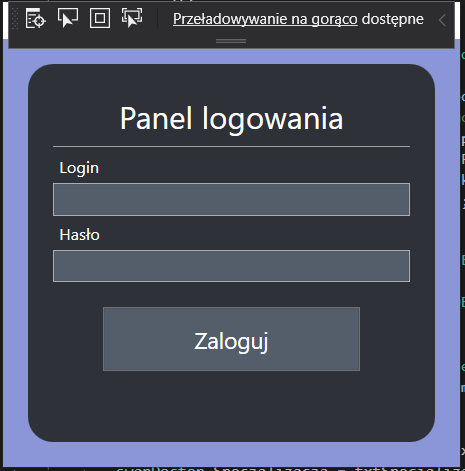 Przeładowywanie na gorąco dostępne
Panel logowania
Login
Hasło
Zaloguj